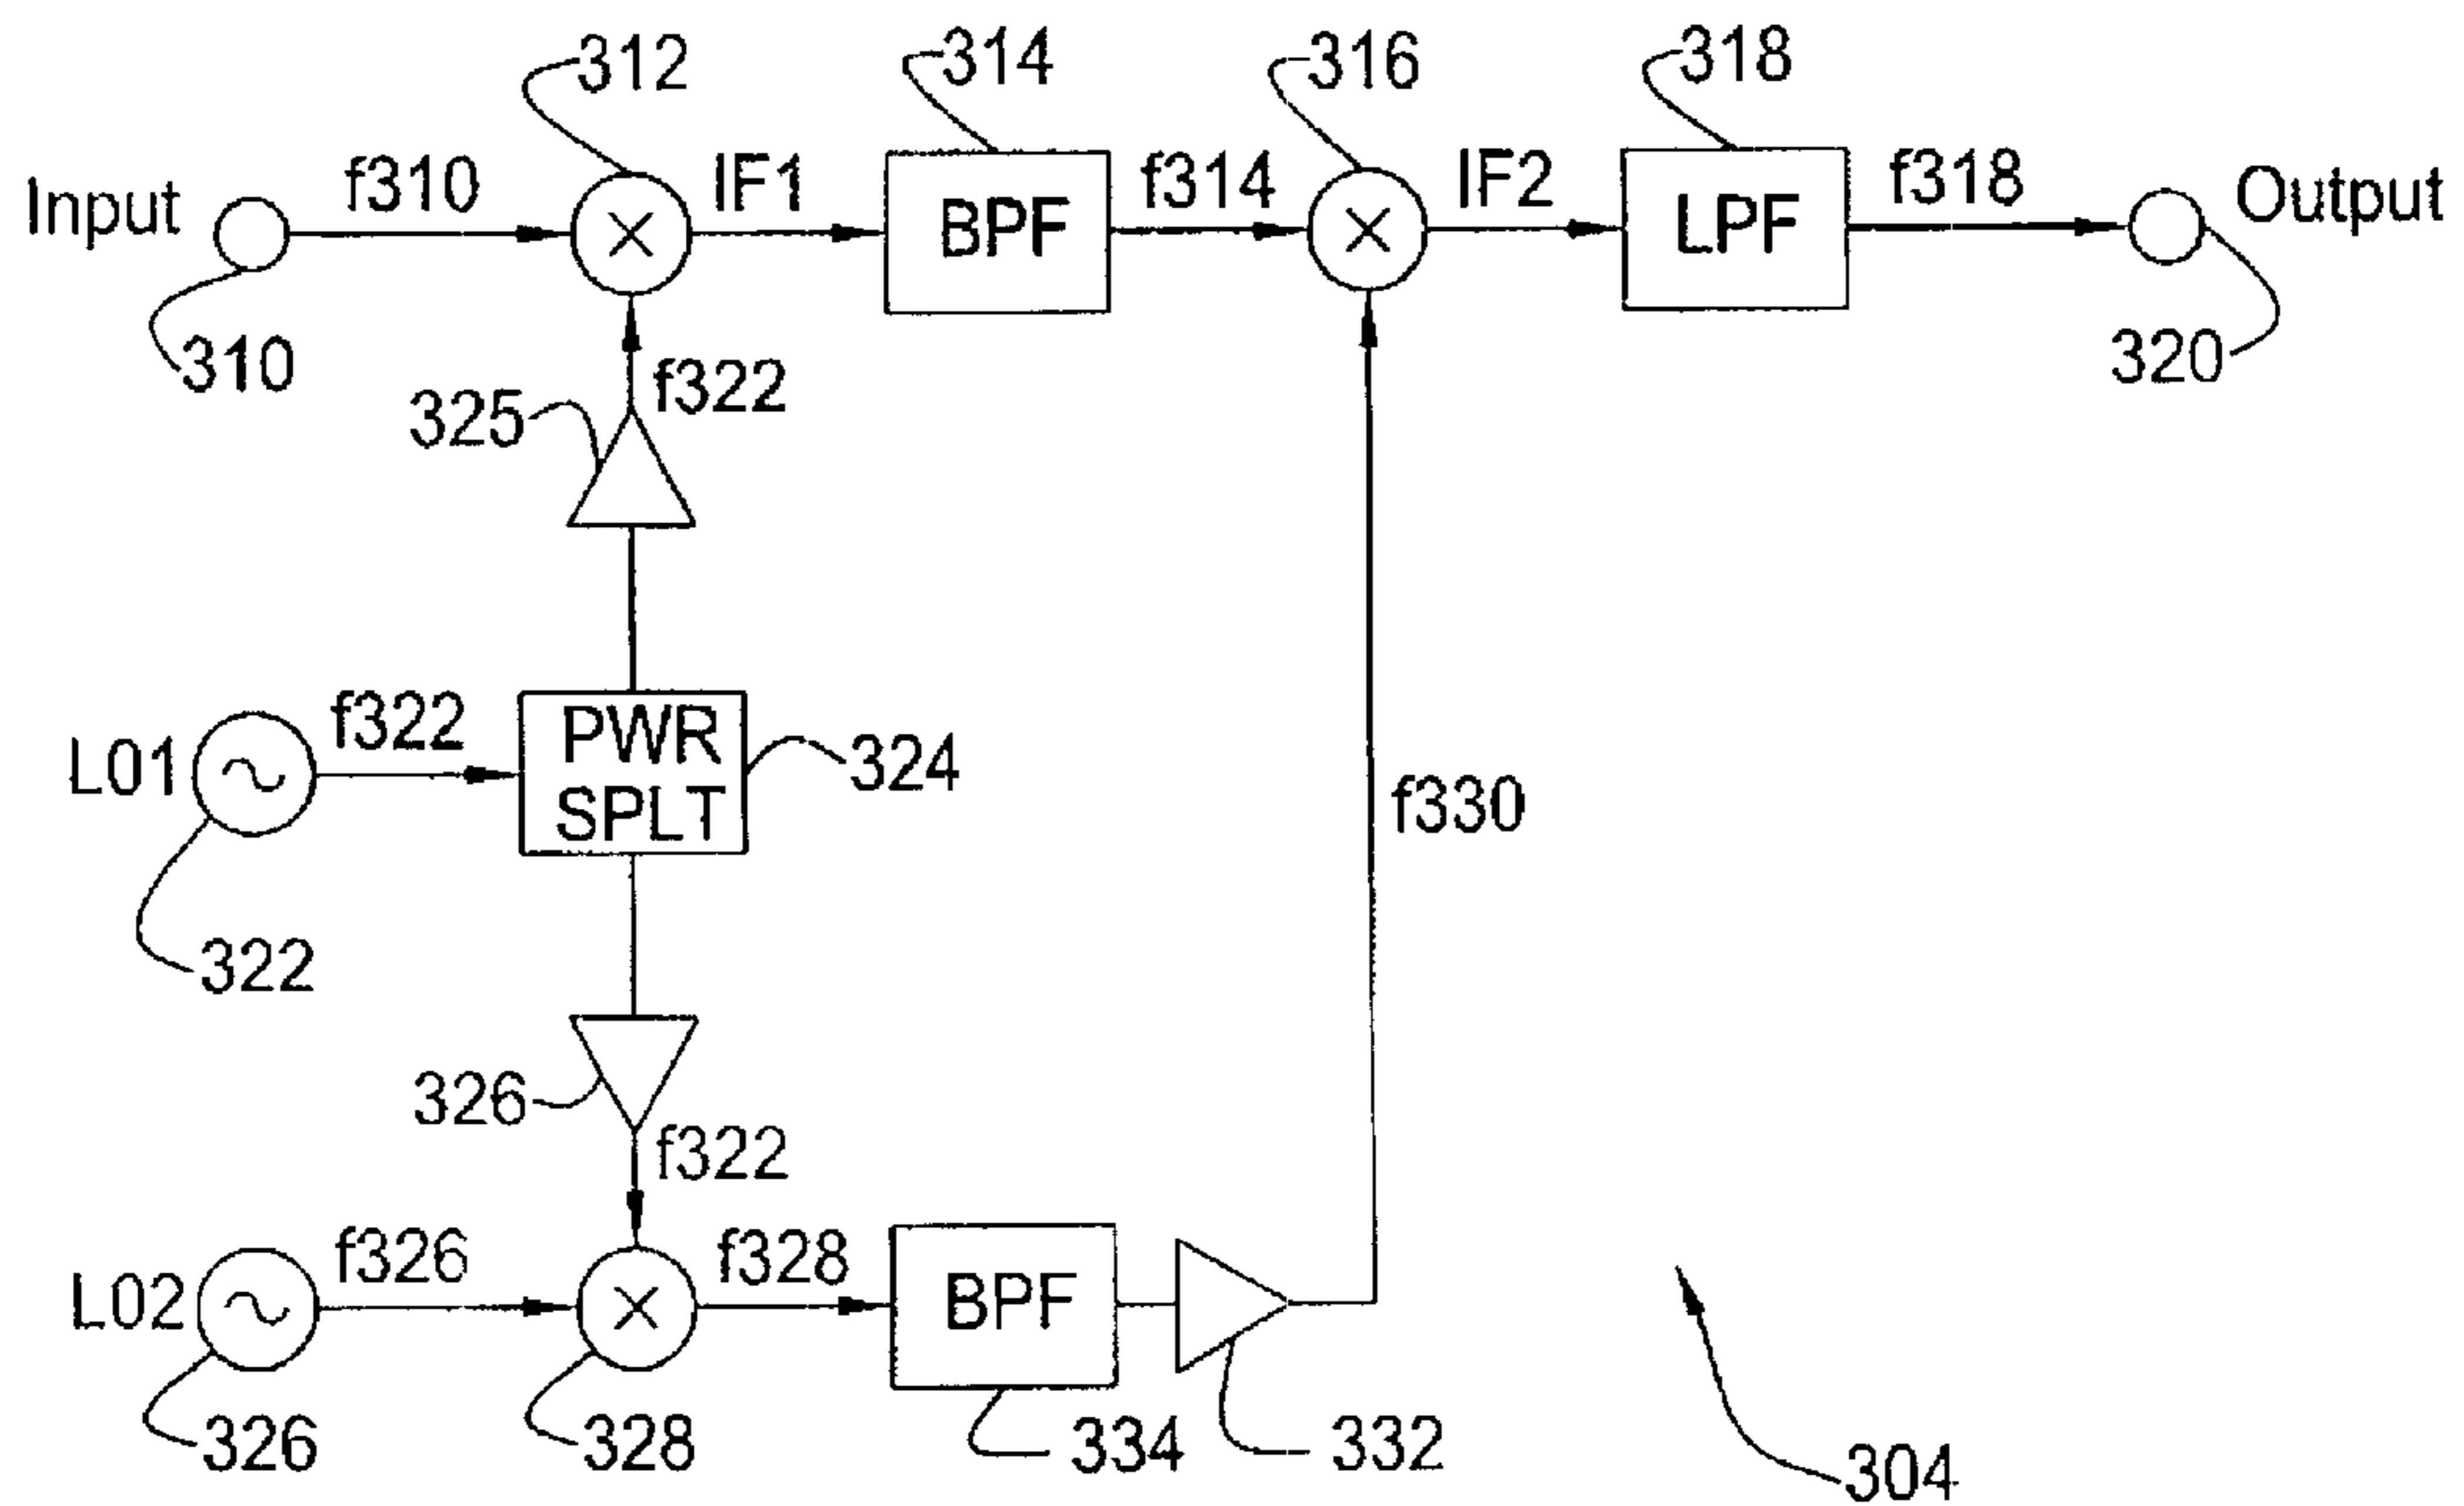 312
314
316
318
Input
f310
IF1
BPF
f314
IF2
LPF
f318
Output
310
320
325
f322
L01
f322
PWR
SPLT
324
f330
322
326
f322
L02
f326
f328
BPF
326
328
334
332
304